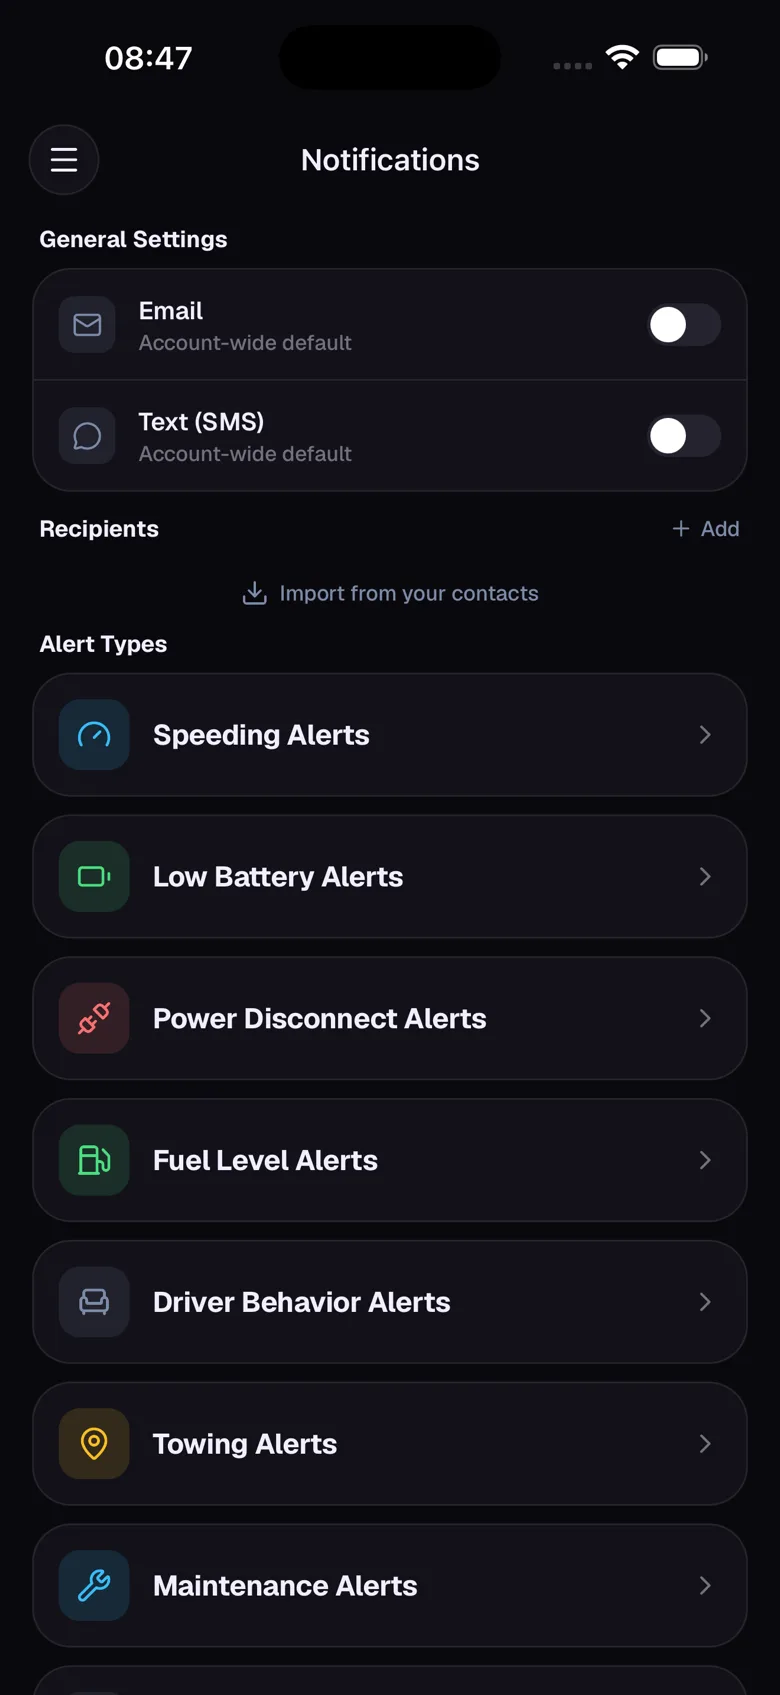 08:47
Notifications
General Settings
Email
Account-wide default
Text (SMS)
Account-wide default
Recipients
Add
Import from your contacts
Alert Types
Speeding Alerts
Low Battery Alerts
Power Disconnect Alerts
Fuel Level Alerts
Driver Behavior Alerts
Towing Alerts
Maintenance Alerts